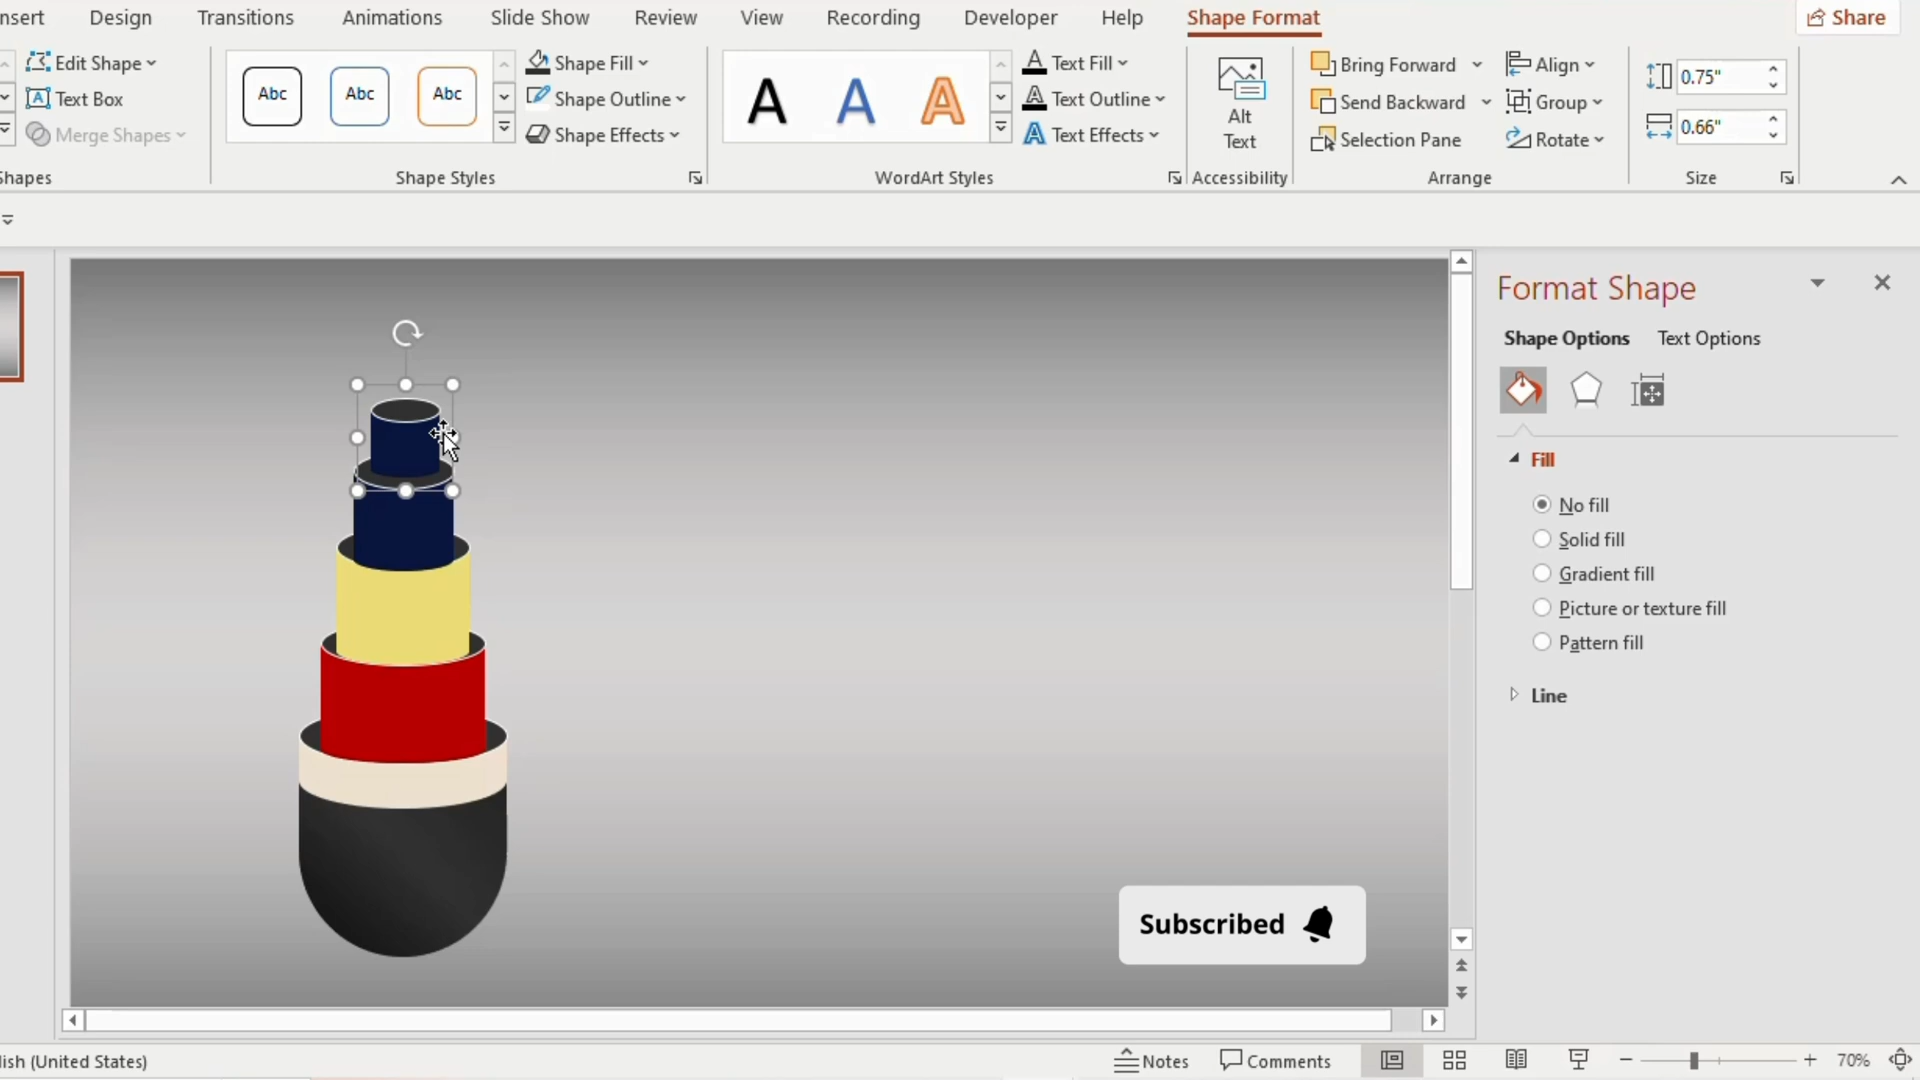 nsert Design Transitions Animations Slide Show Review View Recording Developer Help Shape Format Share
Edit Shape Abc Abc Abc Shape Fill A A A Text Fill Bring Forward Align 0.75"
Text Box Shape Outline Text Outline Alt Text Send Backward Group 0.66"
Merge Shapes Shape Effects Text Effects Selection Pane Rotate
Shapes Shape Styles WordArt Styles Accessibility Arrange Size
Format Shape
Shape Options Text Options
Fill
No fill
Solid fill
Gradient fill
Picture or texture fill
Pattern fill
Line
Subscribed
lish (United States) Notes Comments 70%